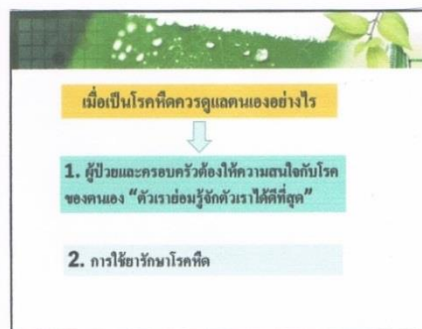 เมื่อเป็นโรคหืดควรดูแลตนเองอย่างไร
1. ผู้ป่วยและครอบครัวต้องให้ความสนใจกับโรค
ของตนเอง “ตัวเราย่อมรู้จักตัวเราได้ดีที่สุด”
2. การใช้ยารักษาโรคหืด